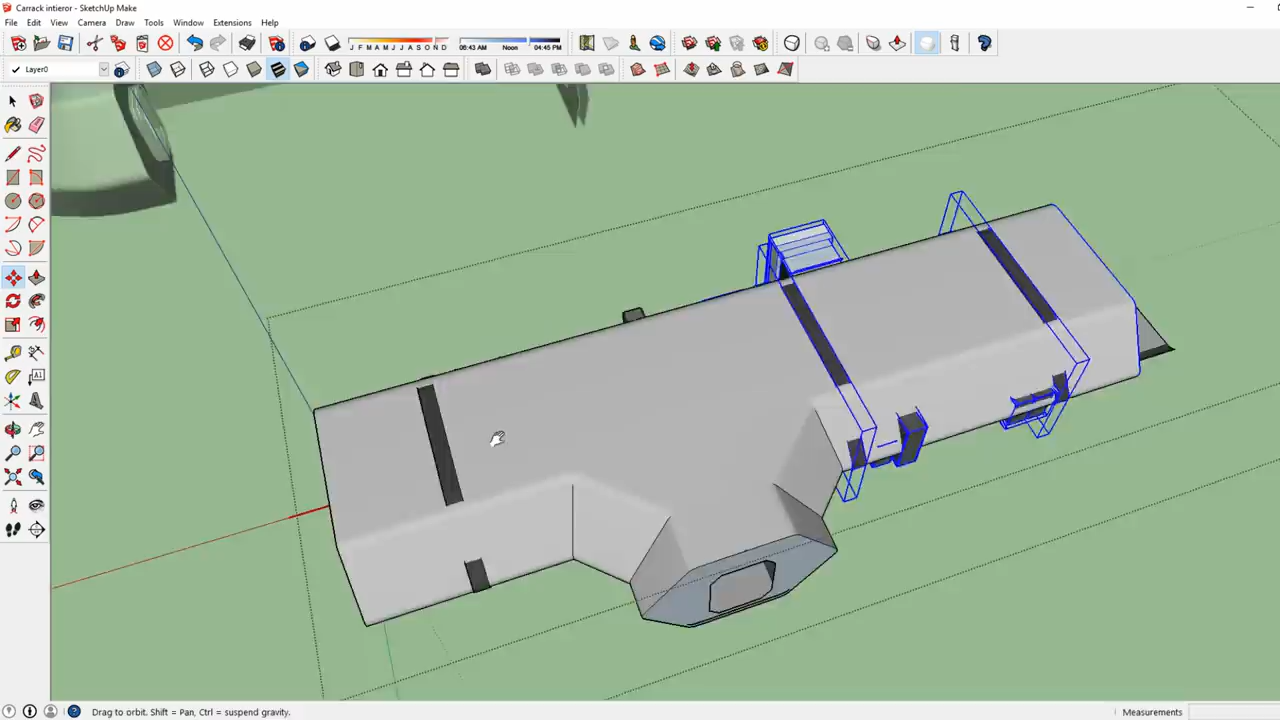 Carrack intieror - SketchUp Make
File Edit View Camera Draw Tools Window Extensions Help
J F M A M J J A S O N D
06:43 AM Noon 04:45 PM
Layer0
A1
Drag to orbit. Shift = Pan, Ctrl = suspend gravity.
Measurements